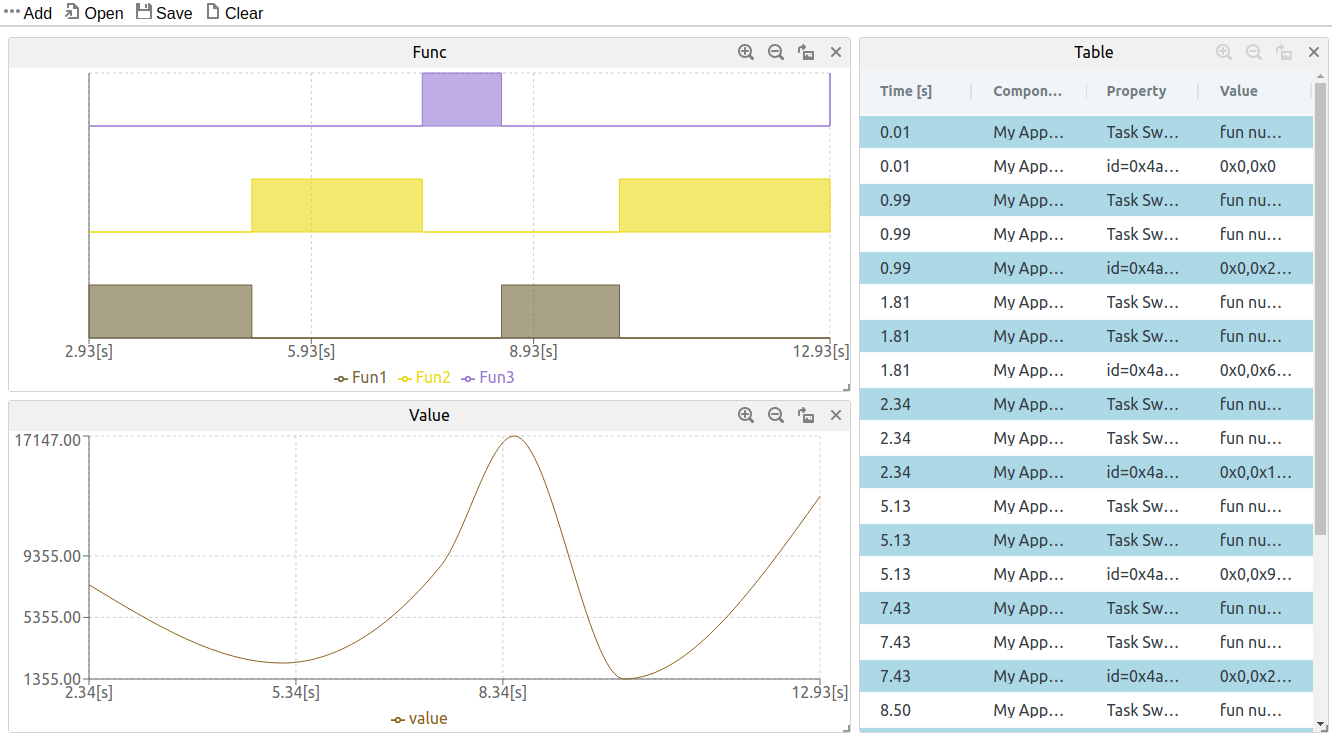 Add Open Save Clear
Func
2.93[s] 5.93[s] 8.93[s] 12.93[s]
Fun1 Fun2 Fun3
Value
17147.00
9355.00
5355.00
1355.00
2.34[s] 5.34[s] 8.34[s] 12.93[s]
value
Table
Time [s] Compon... Property Value
0.01 My App... Task Sw... fun nu...
0.01 My App... id=0x4a... 0x0,0x0
0.99 My App... Task Sw... fun nu...
0.99 My App... Task Sw... fun nu...
0.99 My App... id=0x4a... 0x0,0x2...
1.81 My App... Task Sw... fun nu...
1.81 My App... Task Sw... fun nu...
1.81 My App... id=0x4a... 0x0,0x6...
2.34 My App... Task Sw... fun nu...
2.34 My App... Task Sw... fun nu...
2.34 My App... id=0x4a... 0x0,0x1...
5.13 My App... Task Sw... fun nu...
5.13 My App... Task Sw... fun nu...
5.13 My App... id=0x4a... 0x0,0x9...
7.43 My App... Task Sw... fun nu...
7.43 My App... Task Sw... fun nu...
7.43 My App... id=0x4a... 0x0,0x2...
8.50 My App... Task Sw... fun nu...